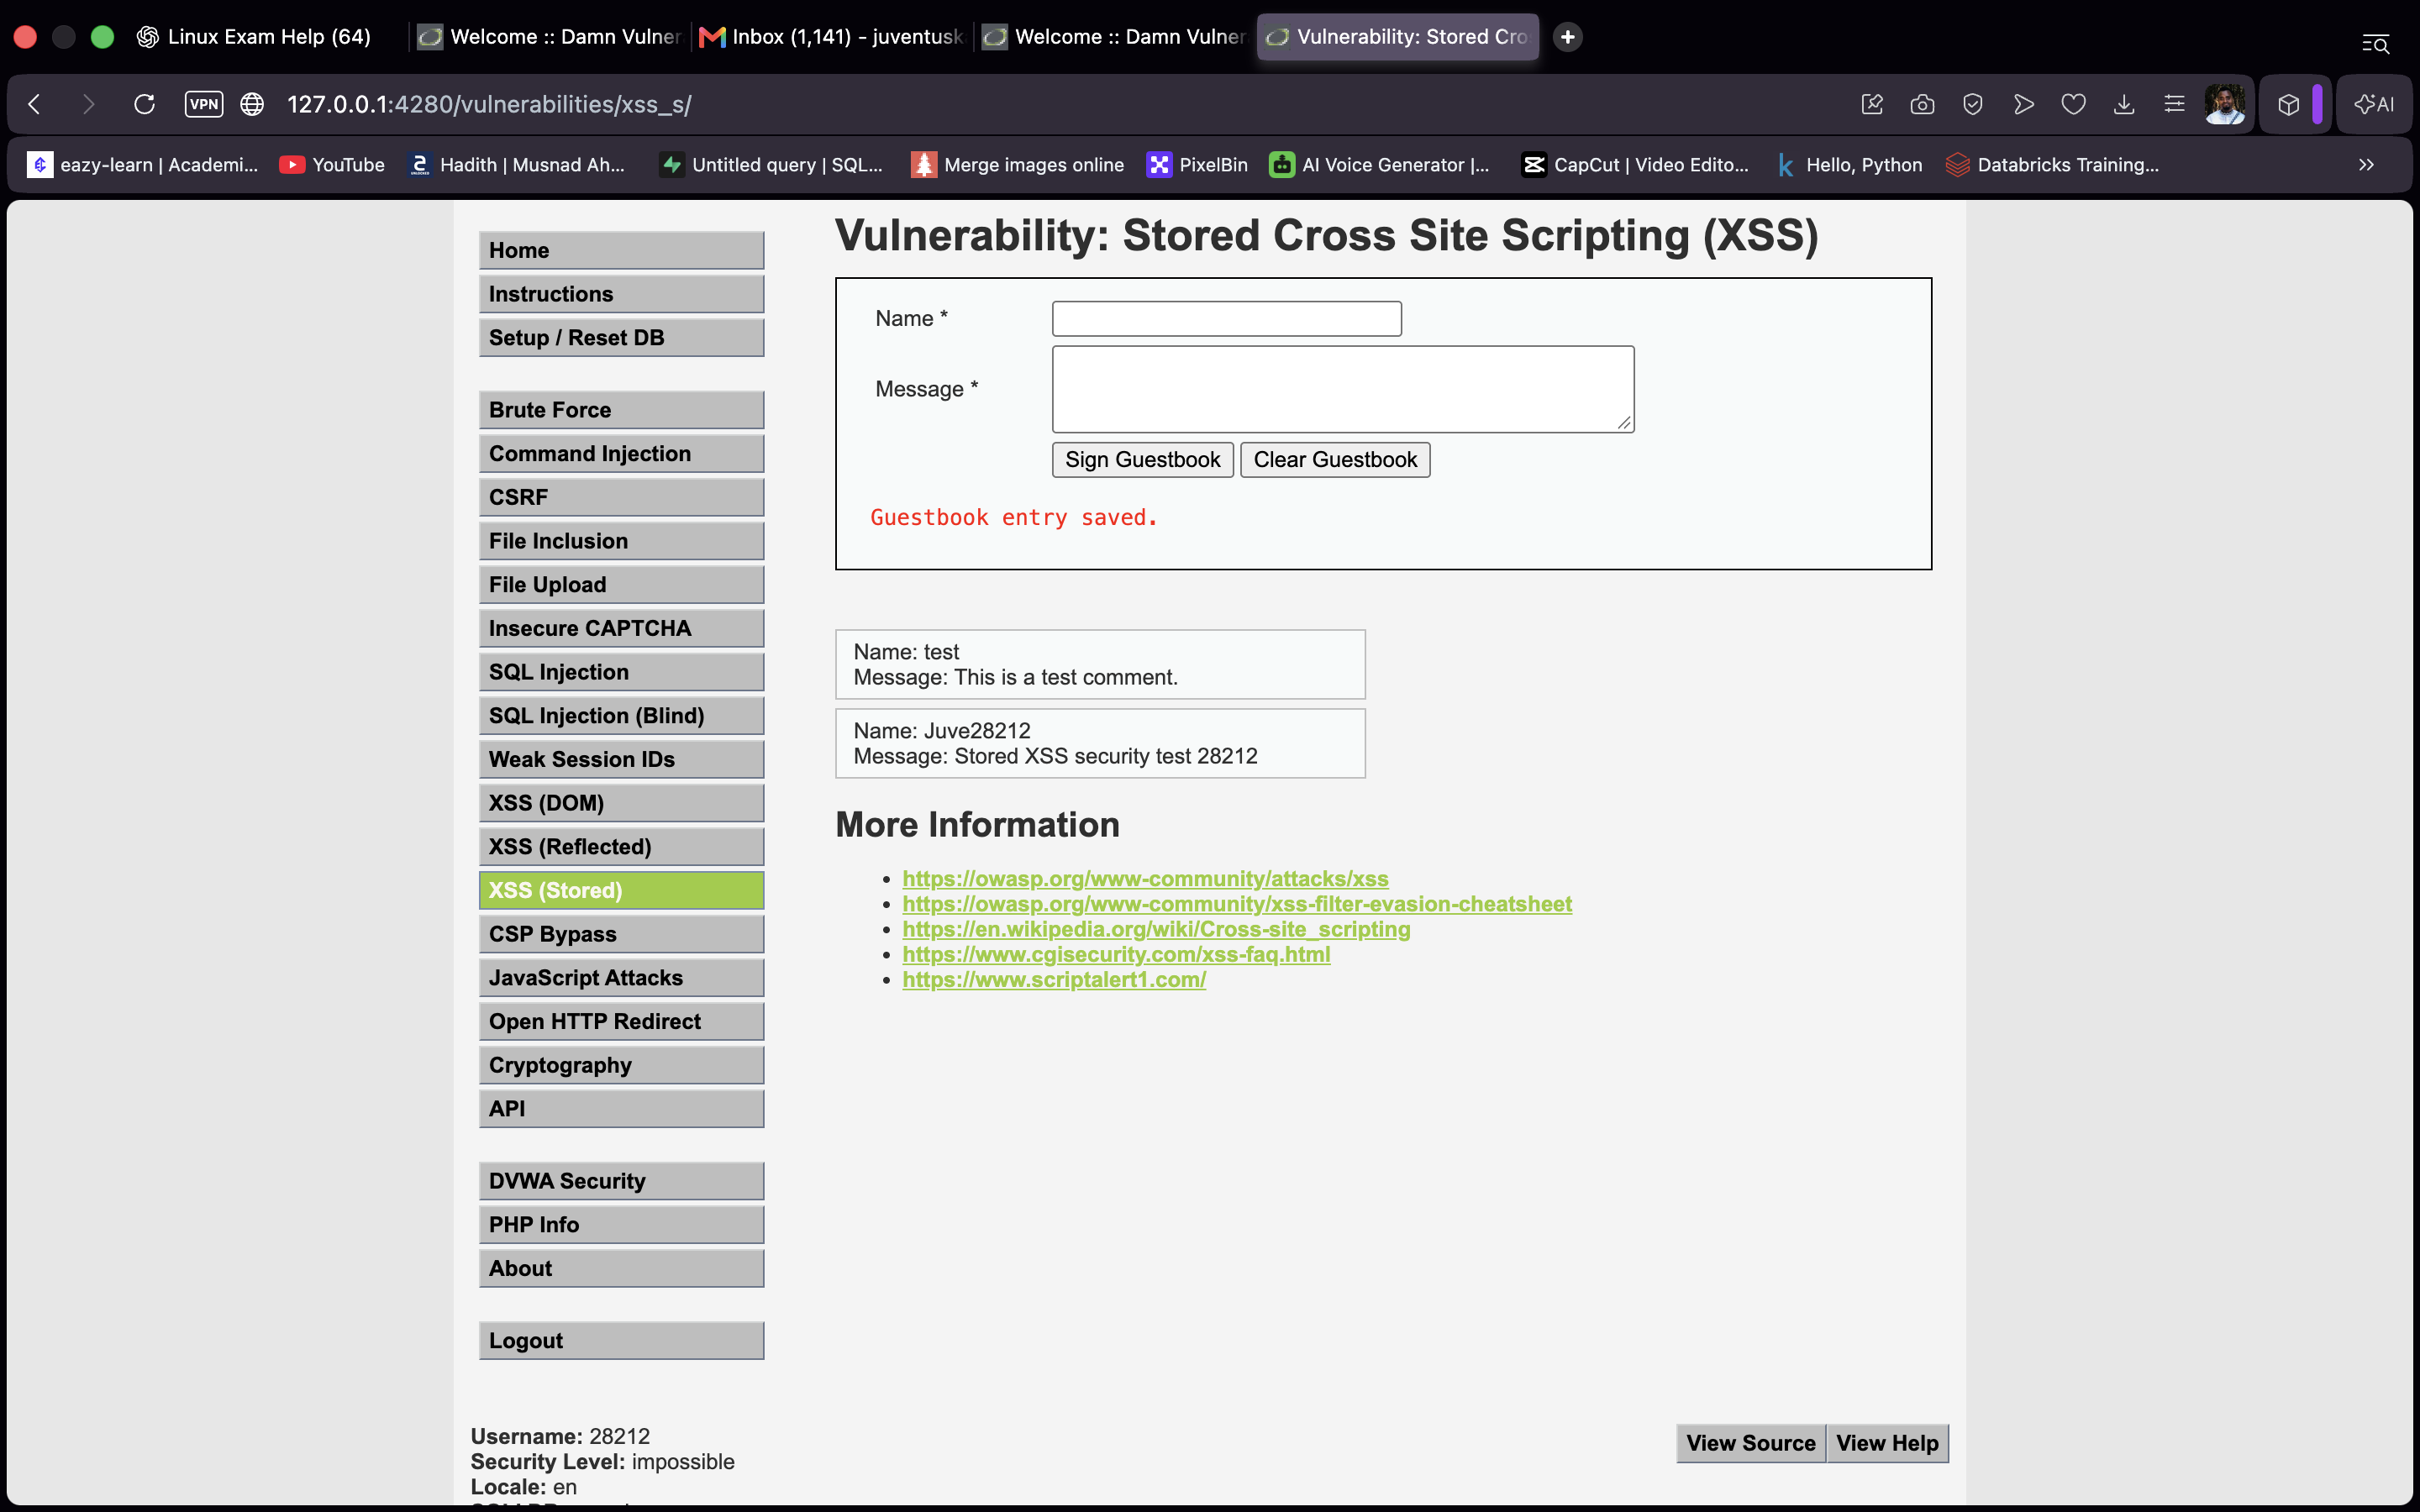 Linux Exam Help (64)
Welcome :: Damn Vulner
Inbox (1,141) - juventusk
Welcome :: Damn Vulner
Vulnerability: Stored Cro
VPN
127.0.0.1:4280/vulnerabilities/xss_s/
AI
eazy-learn | Academi...
YouTube
Hadith | Musnad Ah...
Untitled query | SQL...
Merge images online
PixelBin
AI Voice Generator |...
CapCut | Video Edito...
Hello, Python
Databricks Training...
Home
Instructions
Setup / Reset DB
Brute Force
Command Injection
CSRF
File Inclusion
File Upload
Insecure CAPTCHA
SQL Injection
SQL Injection (Blind)
Weak Session IDs
XSS (DOM)
XSS (Reflected)
XSS (Stored)
CSP Bypass
JavaScript Attacks
Open HTTP Redirect
Cryptography
API
DVWA Security
PHP Info
About
Logout
Vulnerability: Stored Cross Site Scripting (XSS)
Name *
Message *
Sign Guestbook
Clear Guestbook
Guestbook entry saved.
Name: test
Message: This is a test comment.
Name: Juve28212
Message: Stored XSS security test 28212
More Information
https://owasp.org/www-community/attacks/xss
https://owasp.org/www-community/xss-filter-evasion-cheatsheet
https://en.wikipedia.org/wiki/Cross-site_scripting
https://www.cgisecurity.com/xss-faq.html
https://www.scriptalert1.com/
Username: 28212
Security Level: impossible
Locale: en
View Source
View Help